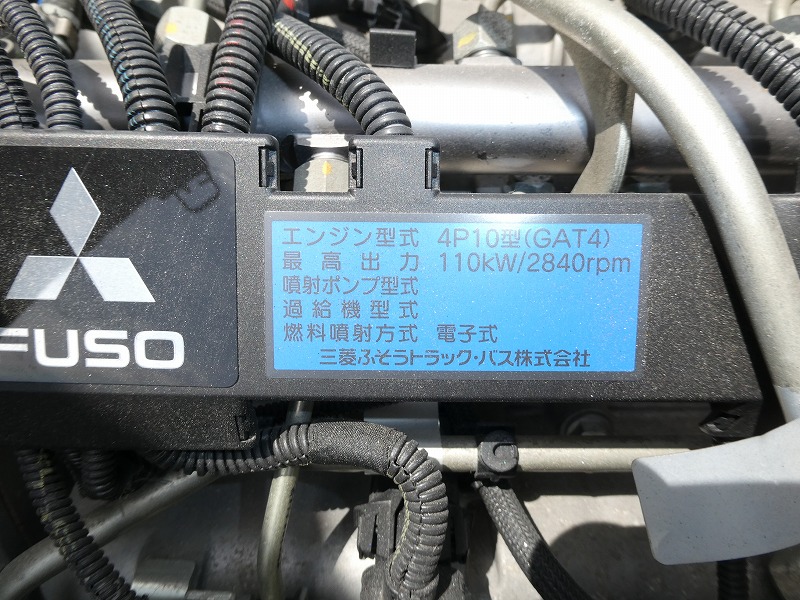 FUSO
エンジン型式 4P10型(GAT4)
最高出力 110kW/2840rpm
噴射ポンプ型式
過給機型式
燃料噴射方式 電子式
三菱ふそうトラック・バス株式会社